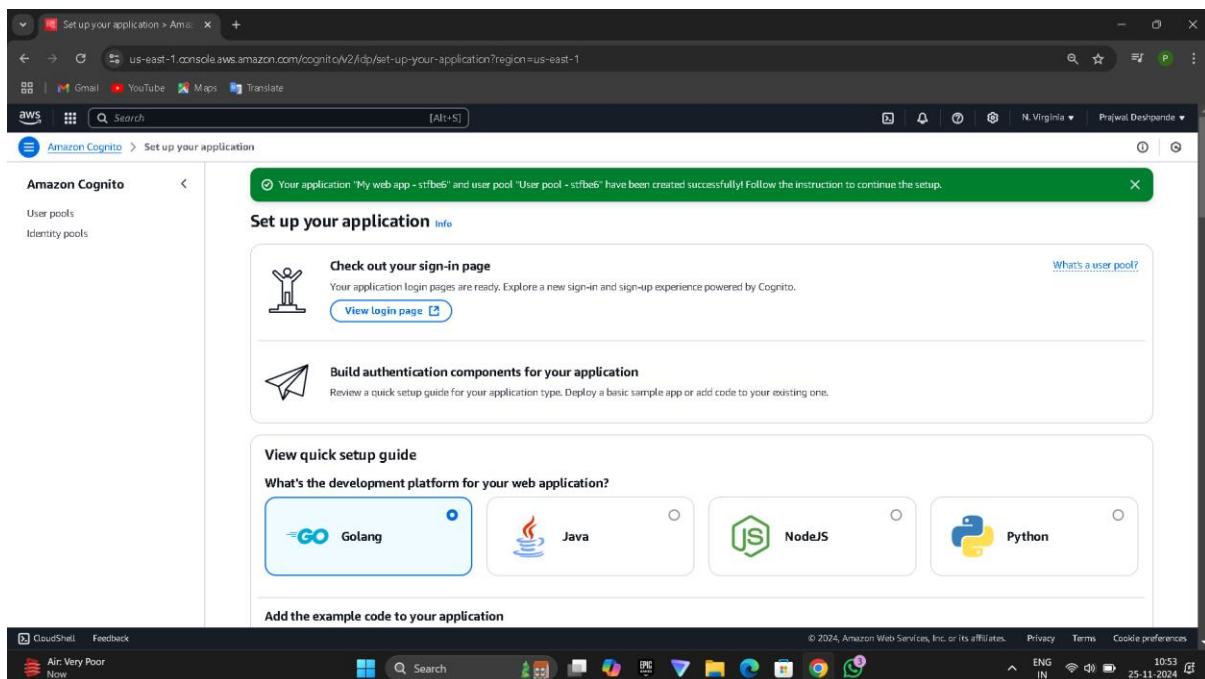 Set up your application > Ama
us-east-1.console.aws.amazon.com/cognito/v2/idp/set-up-your-application?region=us-east-1
P
Gmail YouTube Maps Translate
aws Search [Alt+S] N. Virginia Prajwal Deshpande
Amazon Cognito > Set up your application
Amazon Cognito
User pools
Identity pools
Your application "My web app - stfbe6" and user pool "User pool - stfbe6" have been created successfully! Follow the instruction to continue the setup.
Set up your application Info
Check out your sign-in page
What's a user pool?
Your application login pages are ready. Explore a new sign-in and sign-up experience powered by Cognito.
View login page
Build authentication components for your application
Review a quick setup guide for your application type. Deploy a basic sample app or add code to your existing one.
View quick setup guide
What's the development platform for your web application?
GO Golang
Java
JS NodeJS
Python
Add the example code to your application
CloudShell Feedback © 2024, Amazon Web Services, Inc. or its affiliates. Privacy Terms Cookie preferences
Air: Very Poor
Now
Search
EPIC
3
ENG
IN
10:53
25-11-2024